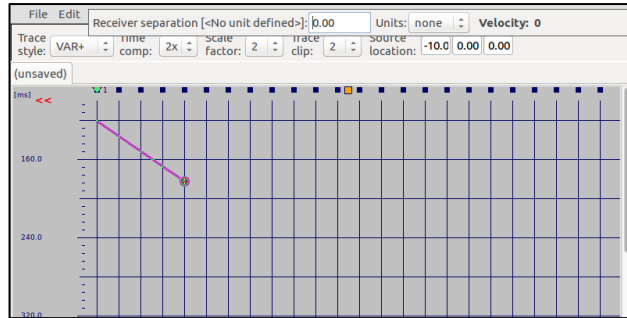 File Edit
Receiver separation [<No unit defined>]: 0.00 Units: none Velocity: 0
Trace style: VAR+ Time comp: 2x Scale factor: 2 Trace clip: 2 Source location: -10.0 0.00 0.00
(unsaved)
[ms] << 1
160.0
240.0
320.0